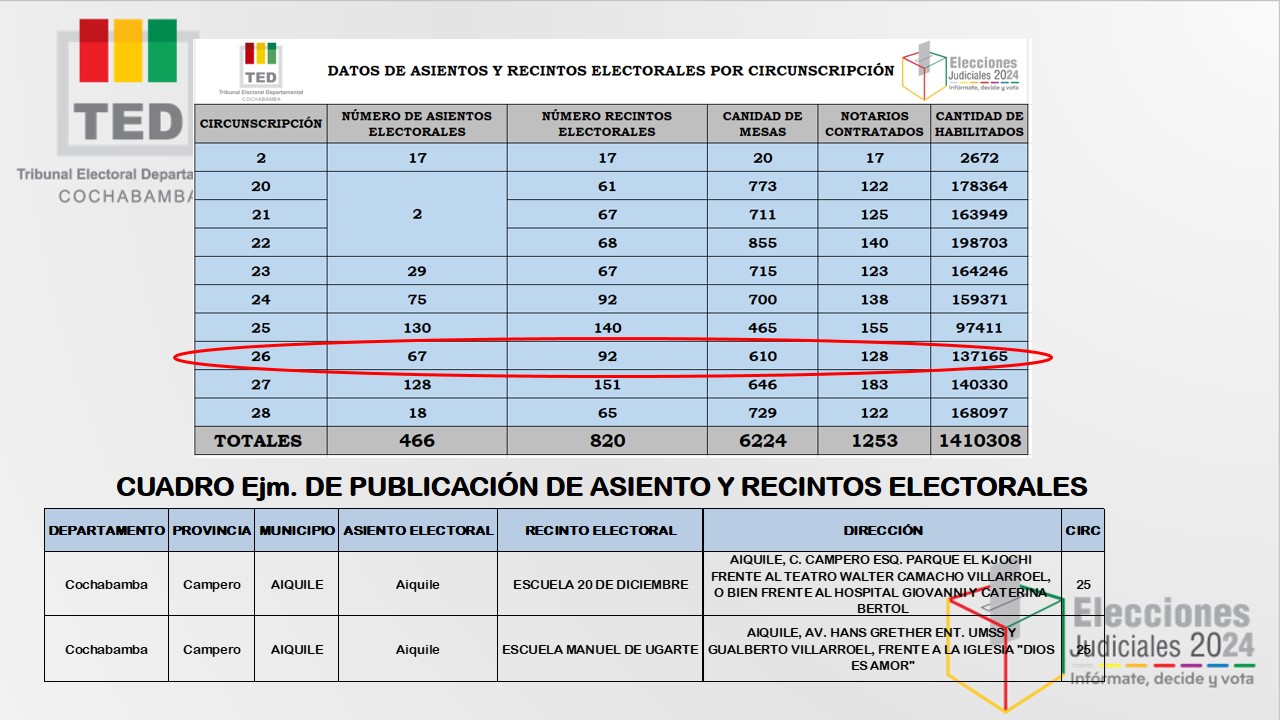 TED
Tribunal Electoral Departa
COCHABAMBA
TED
Tribunal Electoral Departamental
COCHABAMBA
DATOS DE ASIENTOS Y RECINTOS ELECTORALES POR CIRCUNSCRIPCIÓN
Elecciones
Judiciales 2024
Infórmate, decide y vota
CIRCUNSCRIPCIÓN NÚMERO DE ASIENTOS ELECTORALES NÚMERO RECINTOS ELECTORALES CANIDAD DE MESAS NOTARIOS CONTRATADOS CANTIDAD DE HABILITADOS
2 17 17 20 17 2672
20 61 773 122 178364
21 2 67 711 125 163949
22 68 855 140 198703
23 29 67 715 123 164246
24 75 92 700 138 159371
25 130 140 465 155 97411
26 67 92 610 128 137165
27 128 151 646 183 140330
28 18 65 729 122 168097
TOTALES 466 820 6224 1253 1410308
CUADRO Ejm. DE PUBLICACIÓN DE ASIENTO Y RECINTOS ELECTORALES
DEPARTAMENTO PROVINCIA MUNICIPIO ASIENTO ELECTORAL RECINTO ELECTORAL DIRECCIÓN CIRC
Cochabamba Campero AIQUILE Aiquile ESCUELA 20 DE DICIEMBRE
AIQUILE, C. CAMPERO ESQ. PARQUE EL KJOCHI
FRENTE AL TEATRO WALTER CAMACHO VILLARROEL,
O BIEN FRENTE AL HOSPITAL GIOVANNI Y CATERINA
BERTOL
25
Cochabamba Campero AIQUILE Aiquile ESCUELA MANUEL DE UGARTE
AIQUILE, AV. HANS GRETHER ENT. UMSS Y
GUALBERTO VILLARROEL, FRENTE A LA IGLESIA "DIOS
ES AMOR"
25
Elecciones
Judiciales 2024
Infórmate, decide y vota